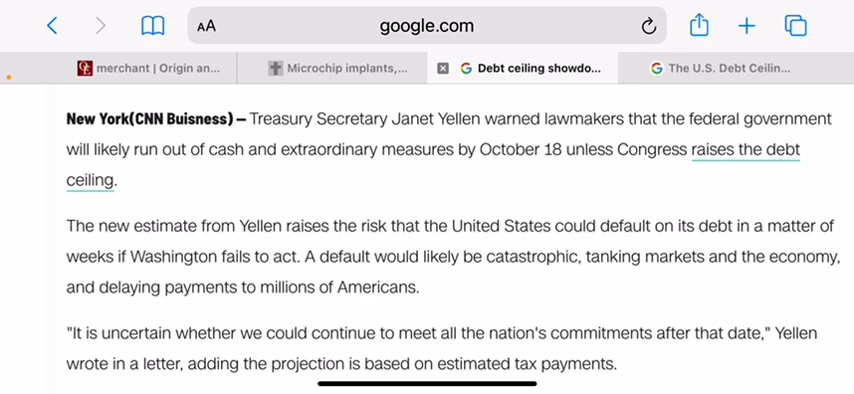 AA
google.com
merchant | Origin an...
Microchip implants,...
Debt ceiling showdo...
The U.S. Debt Ceilin...
New York(CNN Buisness) — Treasury Secretary Janet Yellen warned lawmakers that the federal government
will likely run out of cash and extraordinary measures by October 18 unless Congress raises the debt
ceiling.
The new estimate from Yellen raises the risk that the United States could default on its debt in a matter of
weeks if Washington fails to act. A default would likely be catastrophic, tanking markets and the economy,
and delaying payments to millions of Americans.
"It is uncertain whether we could continue to meet all the nation's commitments after that date," Yellen
wrote in a letter, adding the projection is based on estimated tax payments.